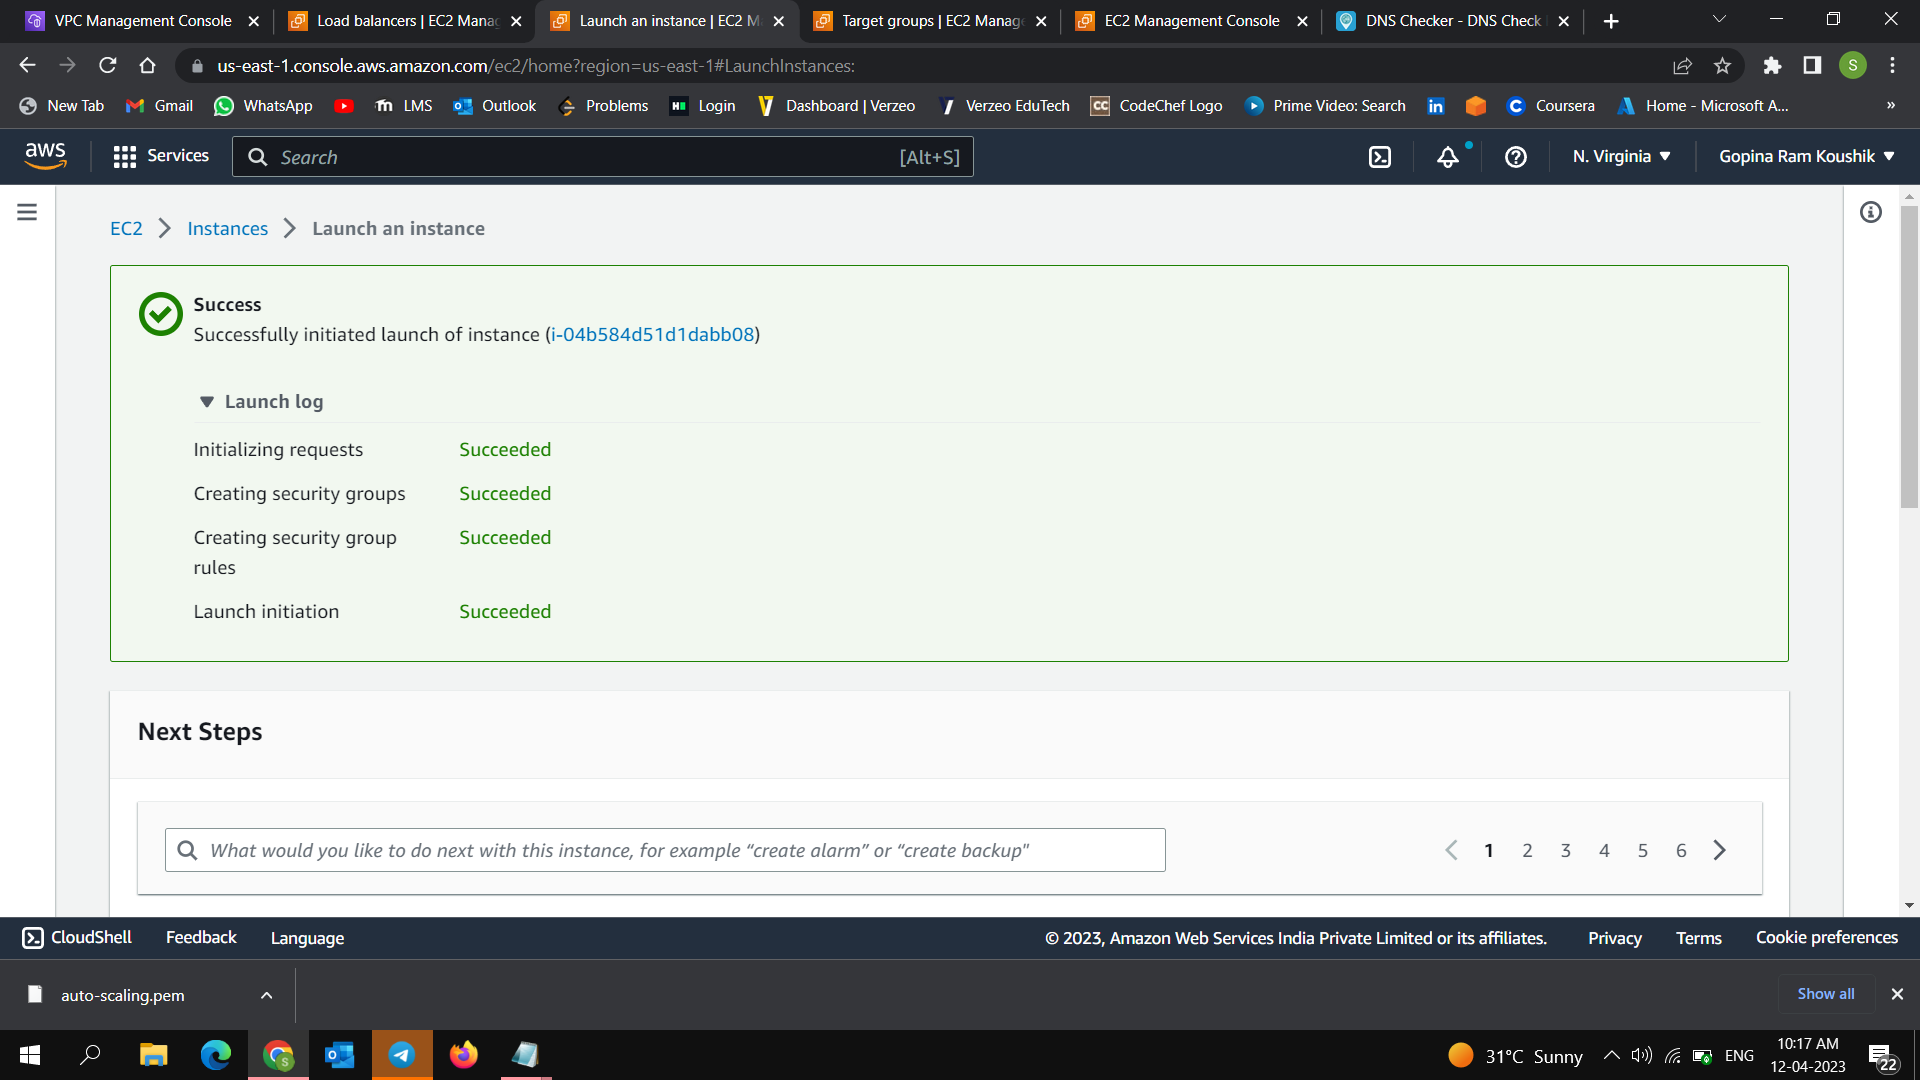 VPC Management Console
Load balancers | EC2 Manag
Launch an instance | EC2 M
Target groups | EC2 Manage
EC2 Management Console
DNS Checker - DNS Check
us-east-1.console.aws.amazon.com/ec2/home?region=us-east-1#LaunchInstances:
S
New Tab
Gmail
WhatsApp
LMS
Outlook
Problems
Login
Dashboard | Verzeo
Verzeo EduTech
CC
CodeChef Logo
Prime Video: Search
in
Coursera
Home - Microsoft A...
»
aws
Services
Search
[Alt+S]
N. Virginia
Gopina Ram Koushik
EC2
Instances
Launch an instance
Success
Successfully initiated launch of instance (i-04b584d51d1dabb08)
Launch log
Initializing requests
Succeeded
Creating security groups
Succeeded
Creating security group
rules
Succeeded
Launch initiation
Succeeded
Next Steps
What would you like to do next with this instance, for example “create alarm” or “create backup"
1 2 3 4 5 6
CloudShell
Feedback
Language
© 2023, Amazon Web Services India Private Limited or its affiliates.
Privacy
Terms
Cookie preferences
auto-scaling.pem
Show all
31°C Sunny
ENG
10:17 AM
12-04-2023
22